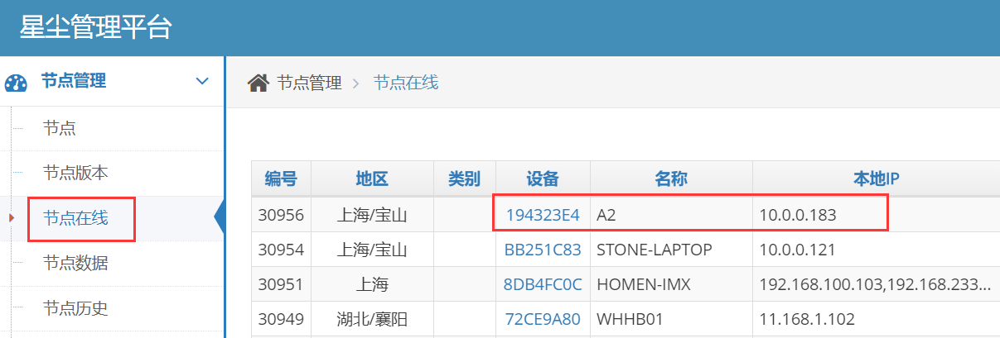 星尘管理平台
节点管理
节点
节点版本
节点在线
节点数据
节点历史
节点管理 > 节点在线
编号 地区 类别 设备 名称 本地IP
30956 上海/宝山 194323E4 A2 10.0.0.183
30954 上海/宝山 BB251C83 STONE-LAPTOP 10.0.0.121
30951 上海 8DB4FC0C HOMEN-IMX 192.168.100.103,192.168.233...
30949 湖北/襄阳 72CE9A80 WHHB01 11.168.1.102